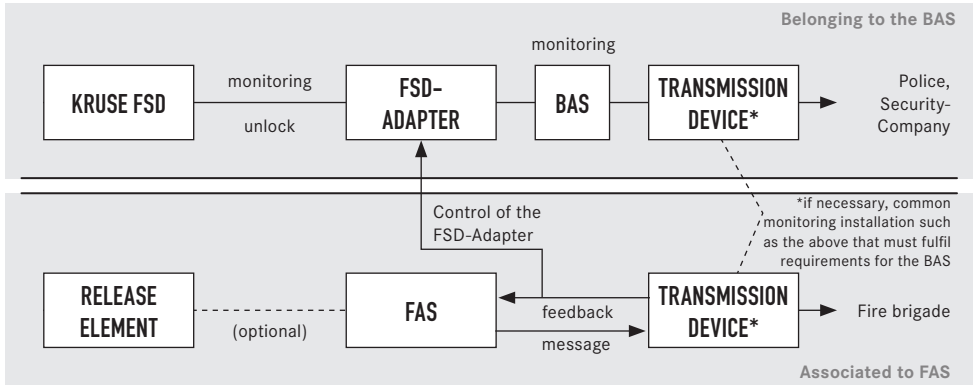 Belonging to the BAS
monitoring
KRUSE FSD
monitoring
unlock
FSD-
ADAPTER
BAS
TRANSMISSION
DEVICE*
Police,
Security-
Company
Control of the
FSD-Adapter
*if necessary, common
monitoring installation such
as the above that must fulfil
requirements for the BAS
RELEASE
ELEMENT
(optional)
FAS
feedback
message
TRANSMISSION
DEVICE*
Fire brigade
Associated to FAS